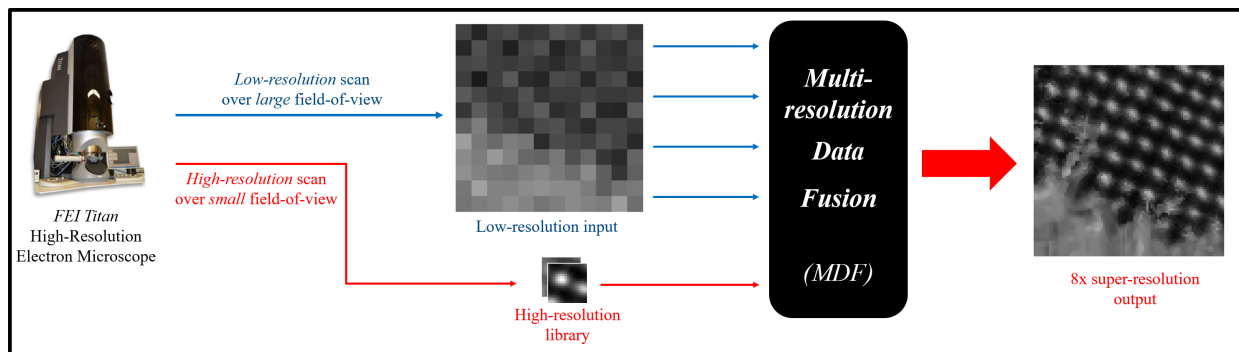 Low-resolution scan
over large field-of-view
High-resolution scan
over small field-of-view
FEI Titan
High-Resolution
Electron Microscope
Low-resolution input
High-resolution
library
Multi-
resolution
Data
Fusion
(MDF)
8x super-resolution
output